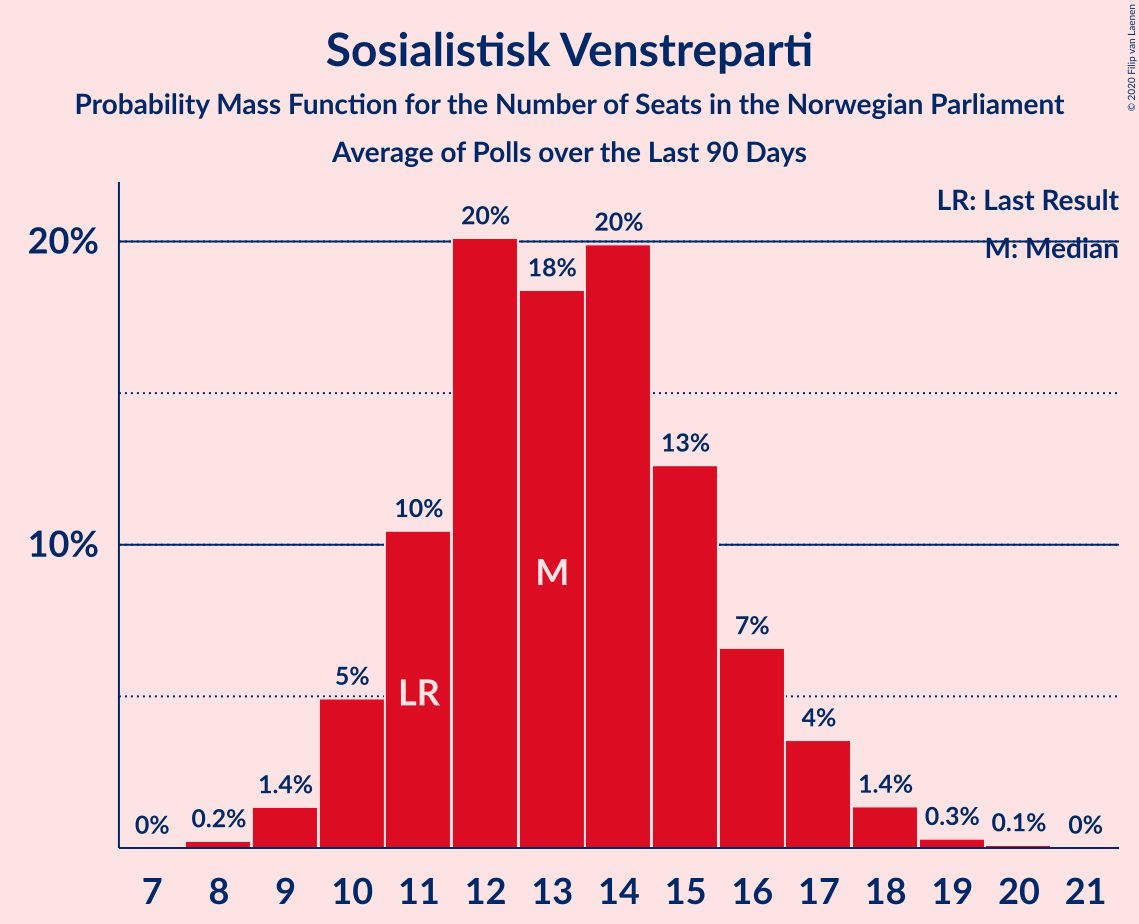 Sosialistisk Venstreparti
Probability Mass Function for the Number of Seats in the Norwegian Parliament
Average of Polls over the Last 90 Days
© 2020 Filip van Laenen
LR: Last Result
M: Median
20%
10%
0%
0.2%
1.4%
5%
10%
20%
18%
20%
13%
7%
4%
1.4%
0.3%
0.1%
0%
LR
M
7 8 9 10 11 12 13 14 15 16 17 18 19 20 21